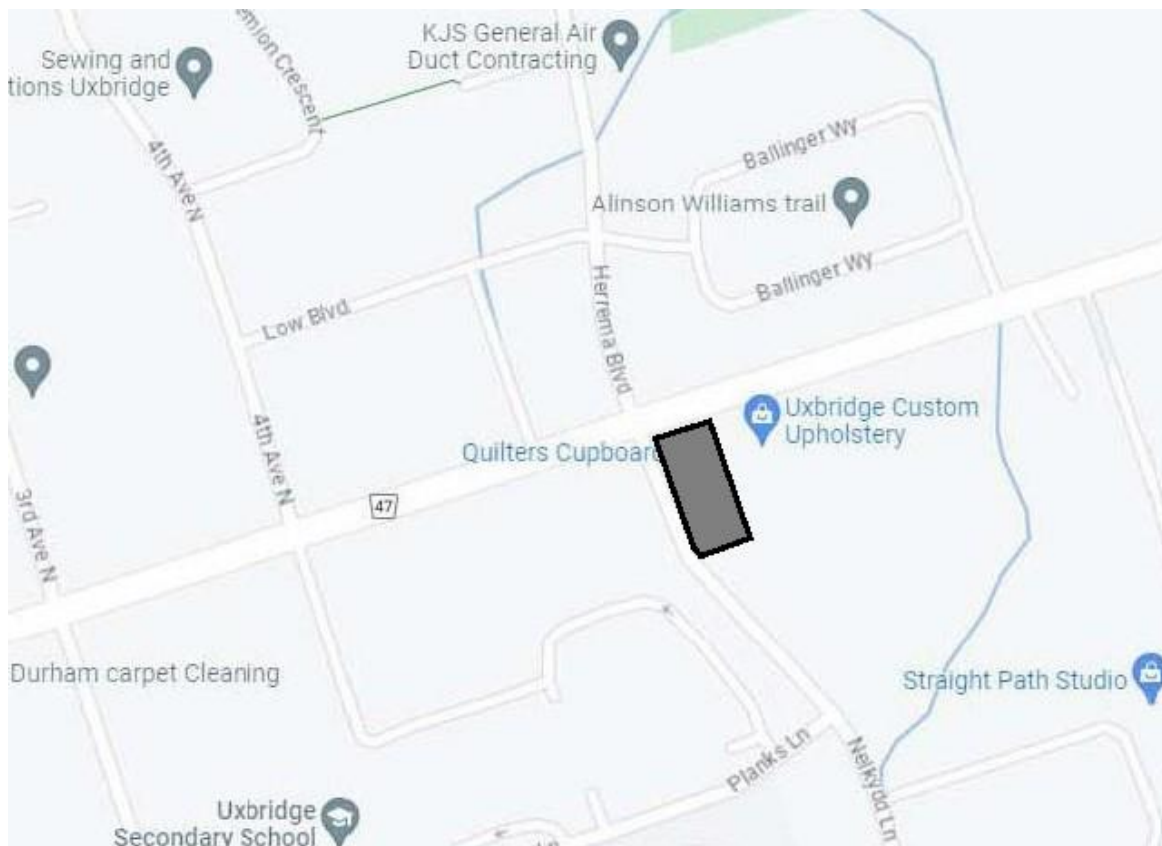 KJS General Air
Duct Contracting
Sewing and
tions Uxbridge
emion Crescent
Ballinger Wy
4th Ave N
Alinson Williams trail
Ballinger Wy
Herrema Blvd
Low Blvd
Uxbridge Custom
Upholstery
4th Ave N
Quilters Cupboard
47
3rd Ave N
Durham carpet Cleaning
Straight Path Studio
Planks Ln
Nelkydd Ln
Uxbridge
Secondary School